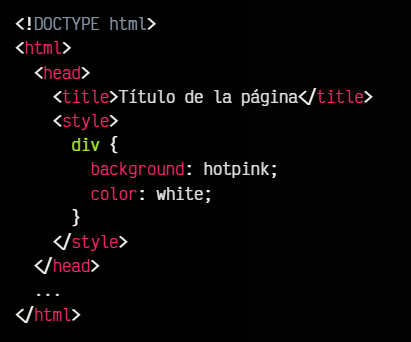 <!DOCTYPE html>
<html>
  <head>
    <title>Título de la página</title>
    <style>
      div {
        background: hotpink;
        color: white;
      }
    </style>
  </head>
  ...
</html>